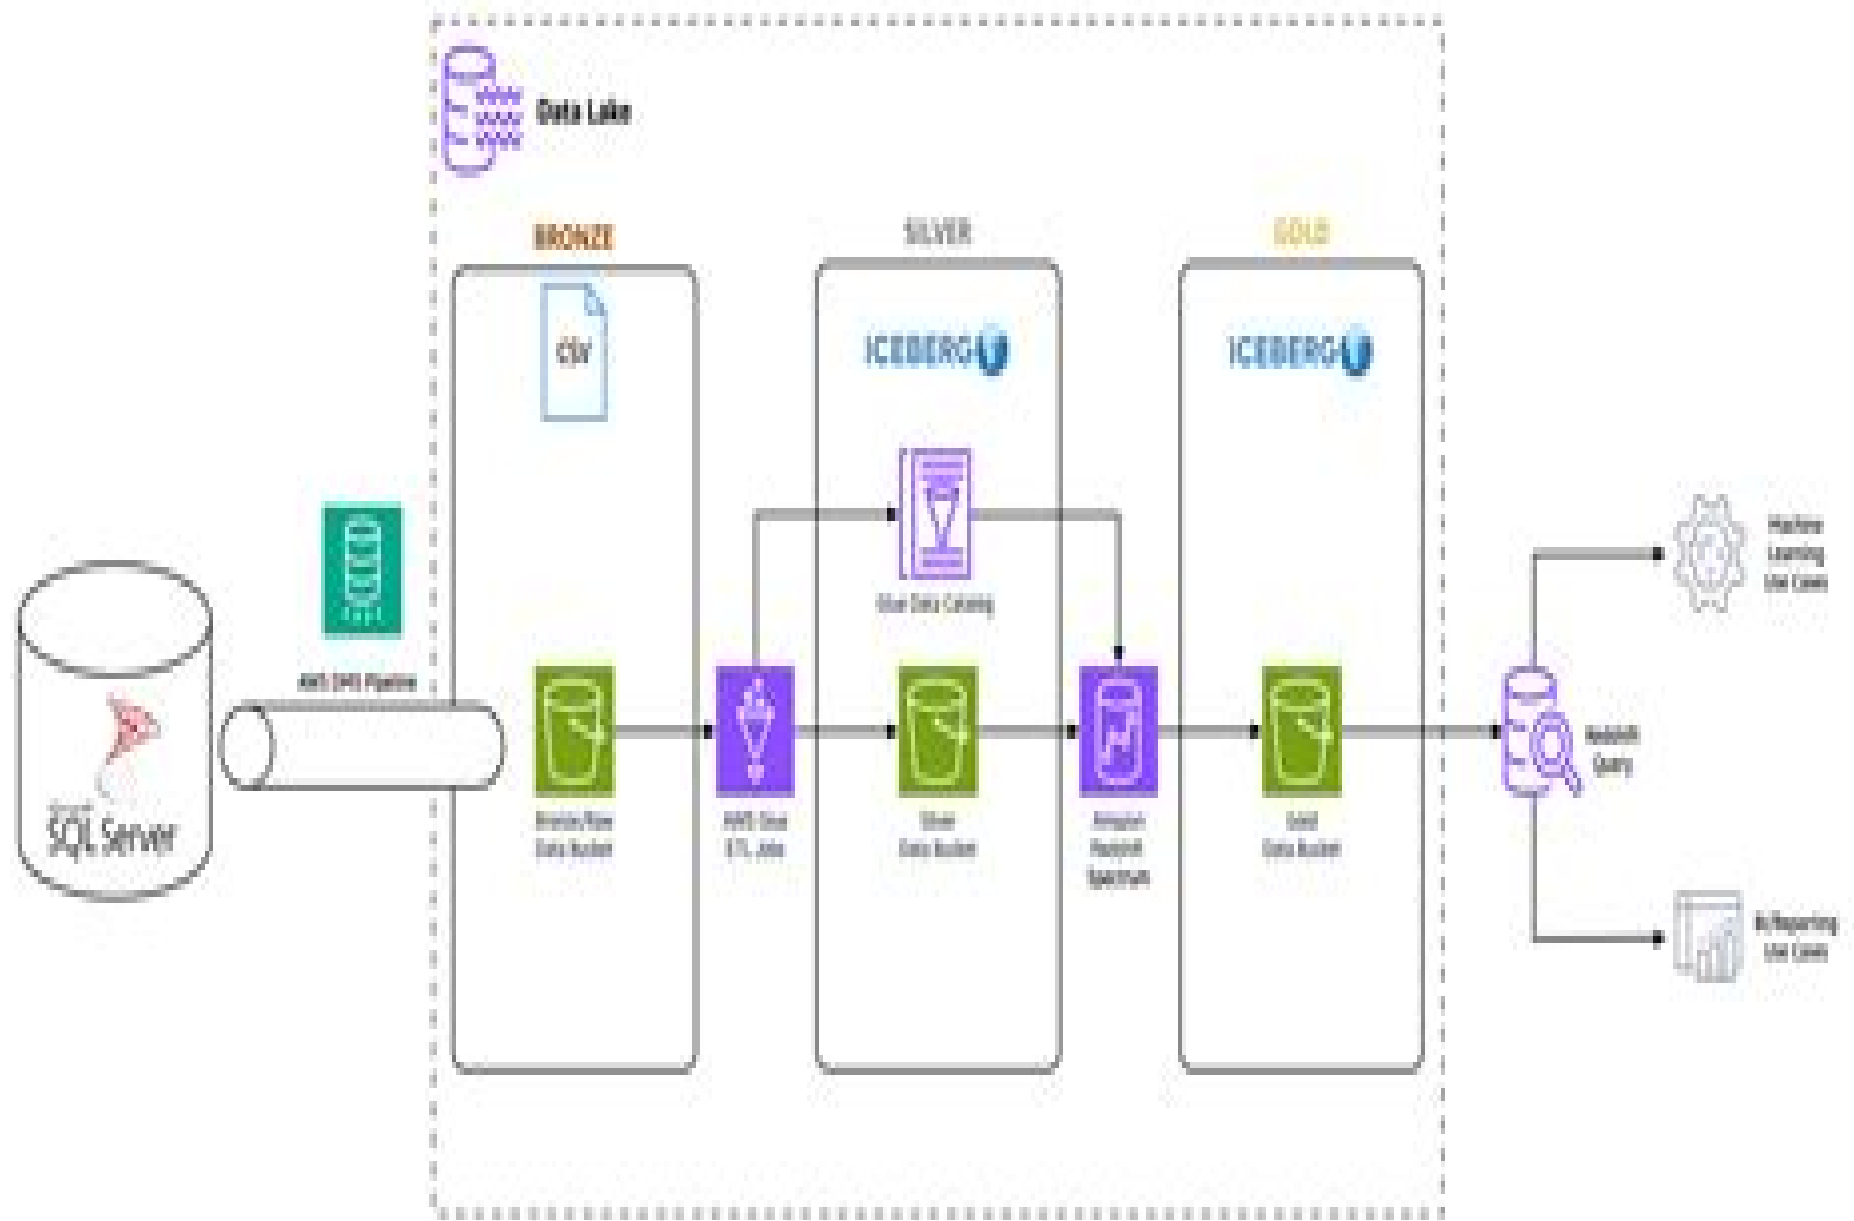 Data Lake
BRONZE
SILVER
GOLD
CSV
ICEBERG
ICEBERG
Machine
Learning
Use Cases
Glue Data Catalog
AWS DMS Pipeline
Microsoft
SQL Server
Bronze/Raw
Data Bucket
AWS Glue
ETL Jobs
Silver
Data Bucket
Amazon
Redshift
Spectrum
Gold
Data Bucket
Redshift
Query
BI/Reporting
Use Cases